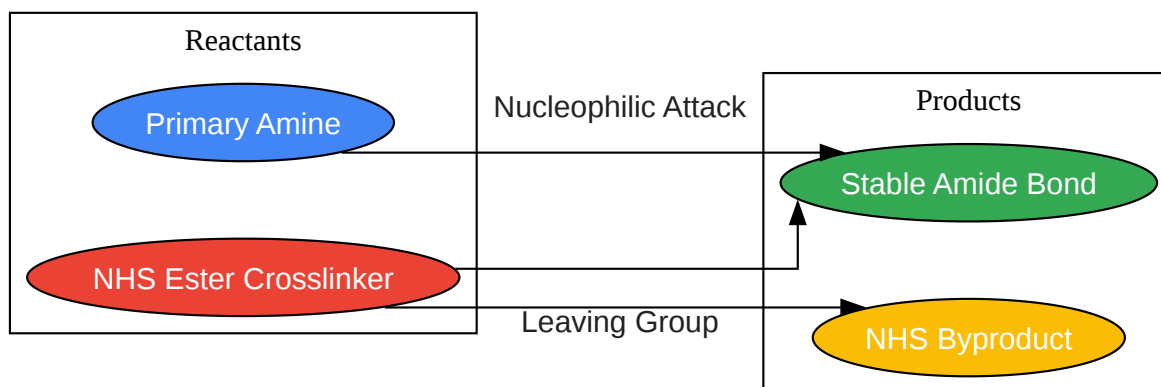 Reactants
Primary Amine
NHS Ester Crosslinker
Nucleophilic Attack
Leaving Group
Products
Stable Amide Bond
NHS Byproduct